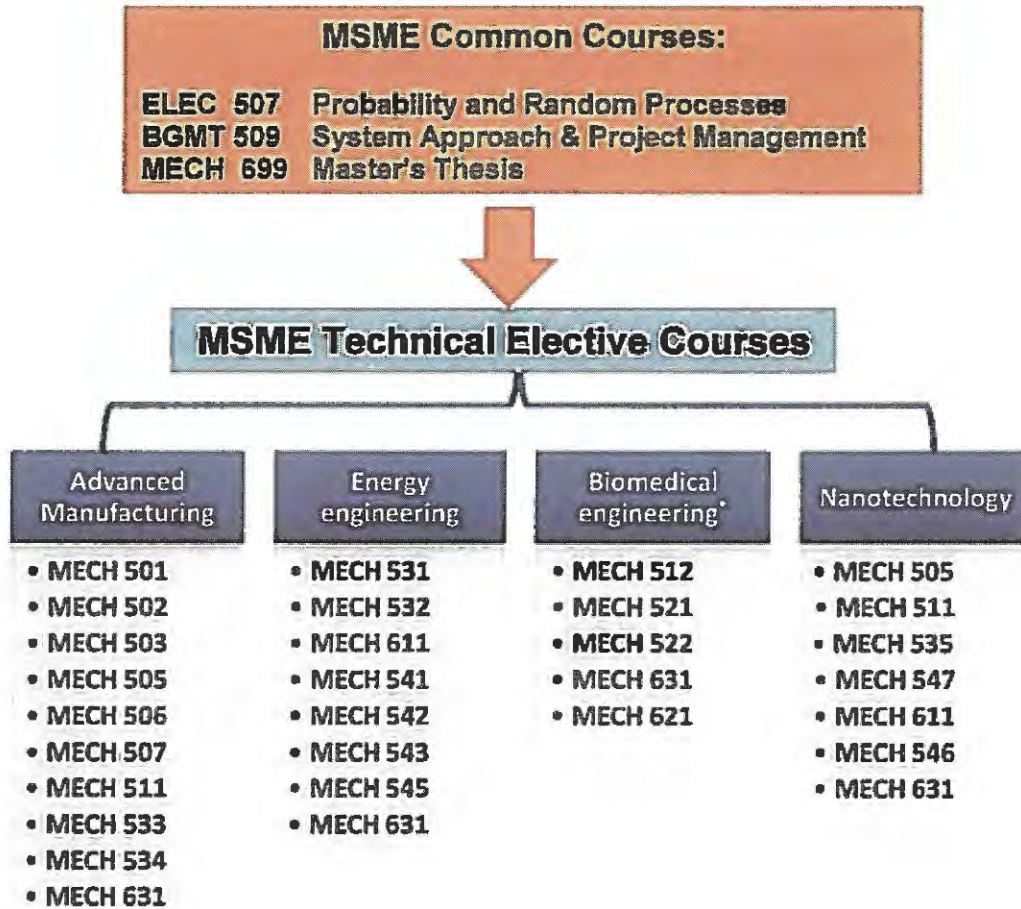 MSME Common Courses:
ELEC 507 Probability and Random Processes
BGMT 509 System Approach & Project Management
MECH 699 Master's Thesis
MSME Technical Elective Courses
Advanced
Manufacturing
• MECH 501
• MECH 502
• MECH 503
• MECH 505
• MECH 506
• MECH 507
• MECH 511
• MECH 533
• MECH 534
• MECH 631
Energy
engineering
• MECH 531
• MECH 532
• MECH 611
• MECH 541
• MECH 542
• MECH 543
• MECH 545
• MECH 631
Biomedical
engineering*
• MECH 512
• MECH 521
• MECH 522
• MECH 631
• MECH 621
Nanotechnology
• MECH 505
• MECH 511
• MECH 535
• MECH 547
• MECH 611
• MECH 546
• MECH 631